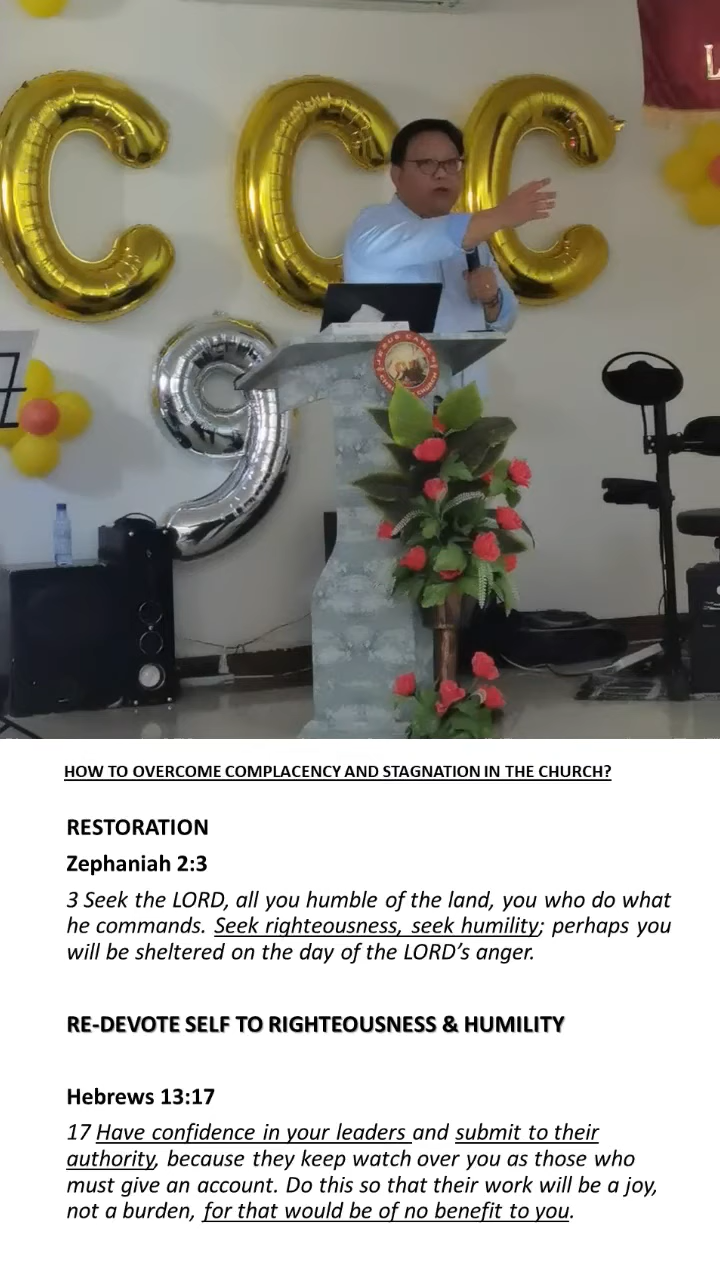 C C C
9
L
JESUS CARES
HOW TO OVERCOME COMPLACENCY AND STAGNATION IN THE CHURCH?
RESTORATION
Zephaniah 2:3
3 Seek the LORD, all you humble of the land, you who do what
he commands. Seek righteousness, seek humility; perhaps you
will be sheltered on the day of the LORD’s anger.
RE-DEVOTE SELF TO RIGHTEOUSNESS & HUMILITY
Hebrews 13:17
17 Have confidence in your leaders and submit to their
authority, because they keep watch over you as those who
must give an account. Do this so that their work will be a joy,
not a burden, for that would be of no benefit to you.